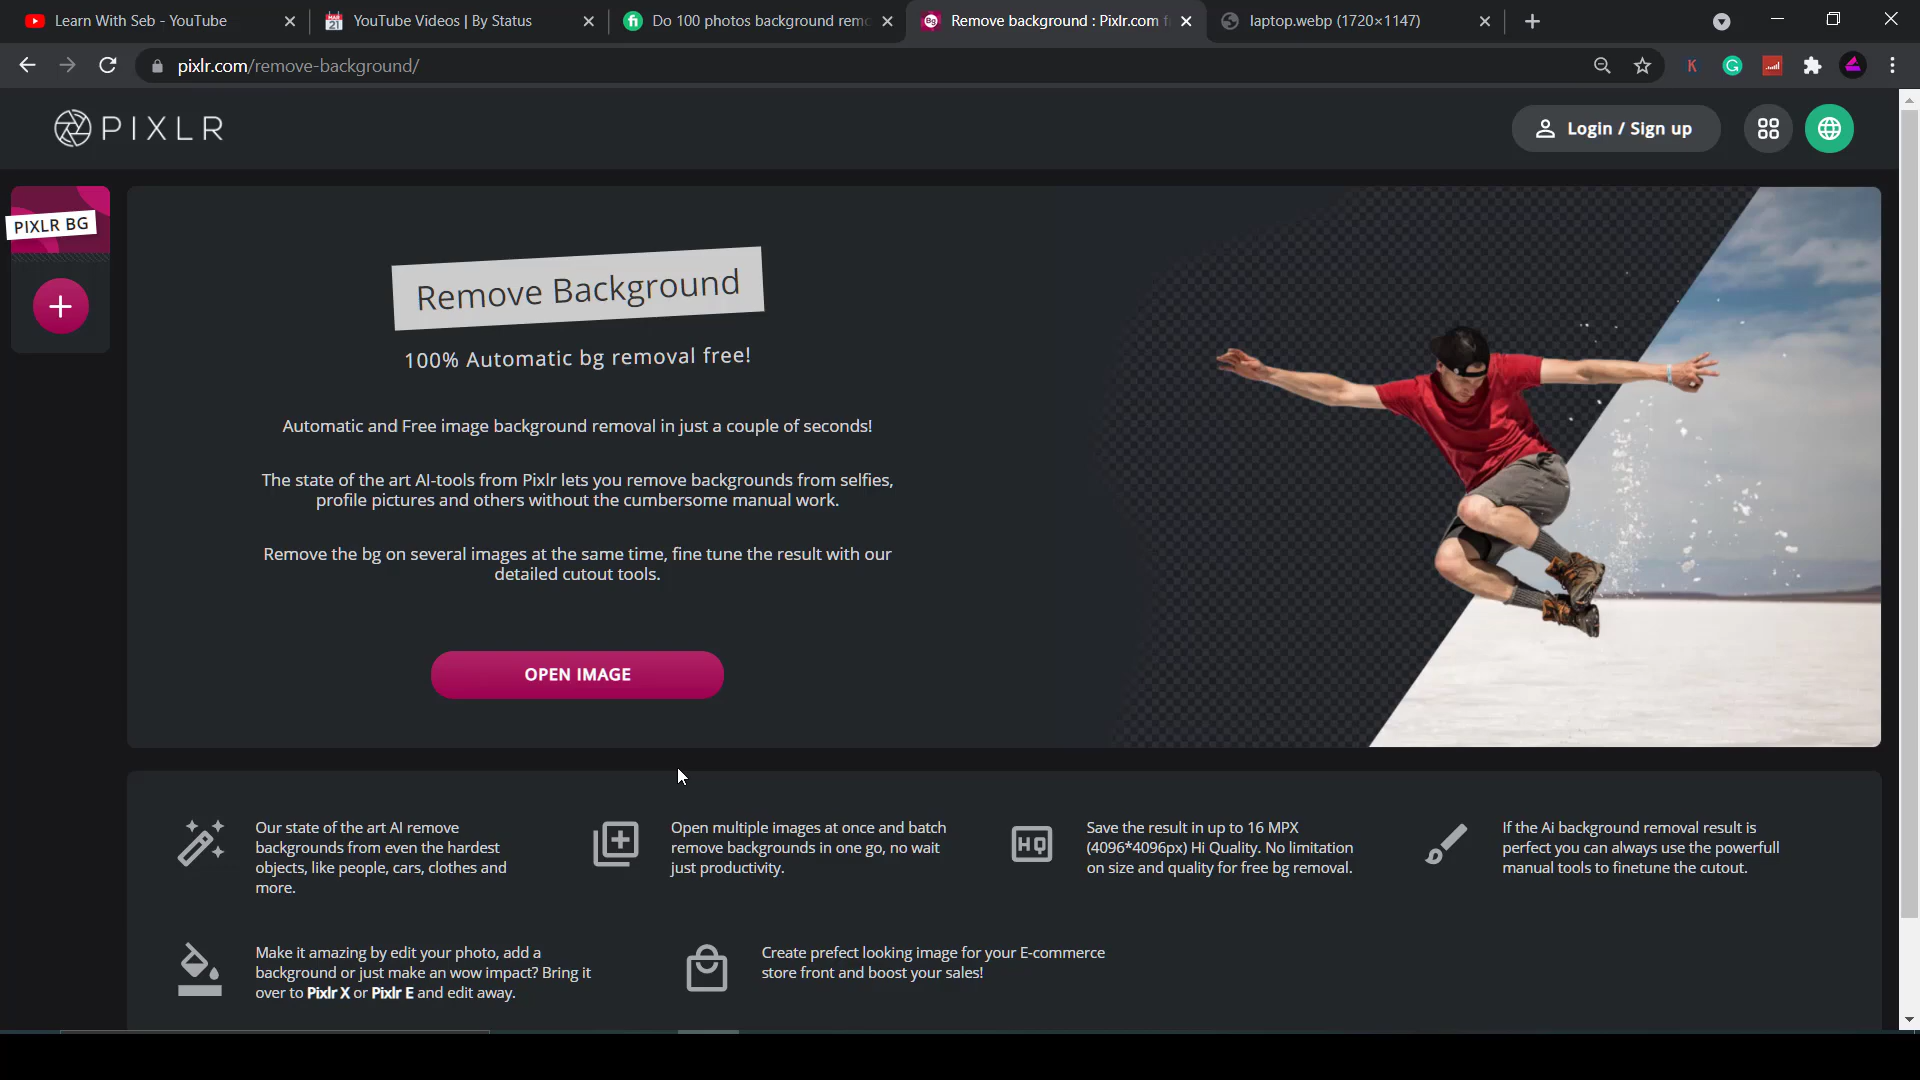 Learn With Seb - YouTube
YouTube Videos | By Status
Do 100 photos background rem
Remove background : Pixlr.com f
laptop.webp (1720×1147)
pixlr.com/remove-background/
PIXLR
Login / Sign up
PIXLR BG
Remove Background
100% Automatic bg removal free!
Automatic and Free image background removal in just a couple of seconds!
The state of the art AI-tools from Pixlr lets you remove backgrounds from selfies,
profile pictures and others without the cumbersome manual work.
Remove the bg on several images at the same time, fine tune the result with our
detailed cutout tools.
OPEN IMAGE
Our state of the art AI remove
backgrounds from even the hardest
objects, like people, cars, clothes and
more.
Open multiple images at once and batch
remove backgrounds in one go, no wait
just productivity.
HQ
Save the result in up to 16 MPX
(4096*4096px) Hi Quality. No limitation
on size and quality for free bg removal.
If the Ai background removal result is
perfect you can always use the powerfull
manual tools to finetune the cutout.
Make it amazing by edit your photo, add a
background or just make an wow impact? Bring it
over to Pixlr X or Pixlr E and edit away.
Create prefect looking image for your E-commerce
store front and boost your sales!